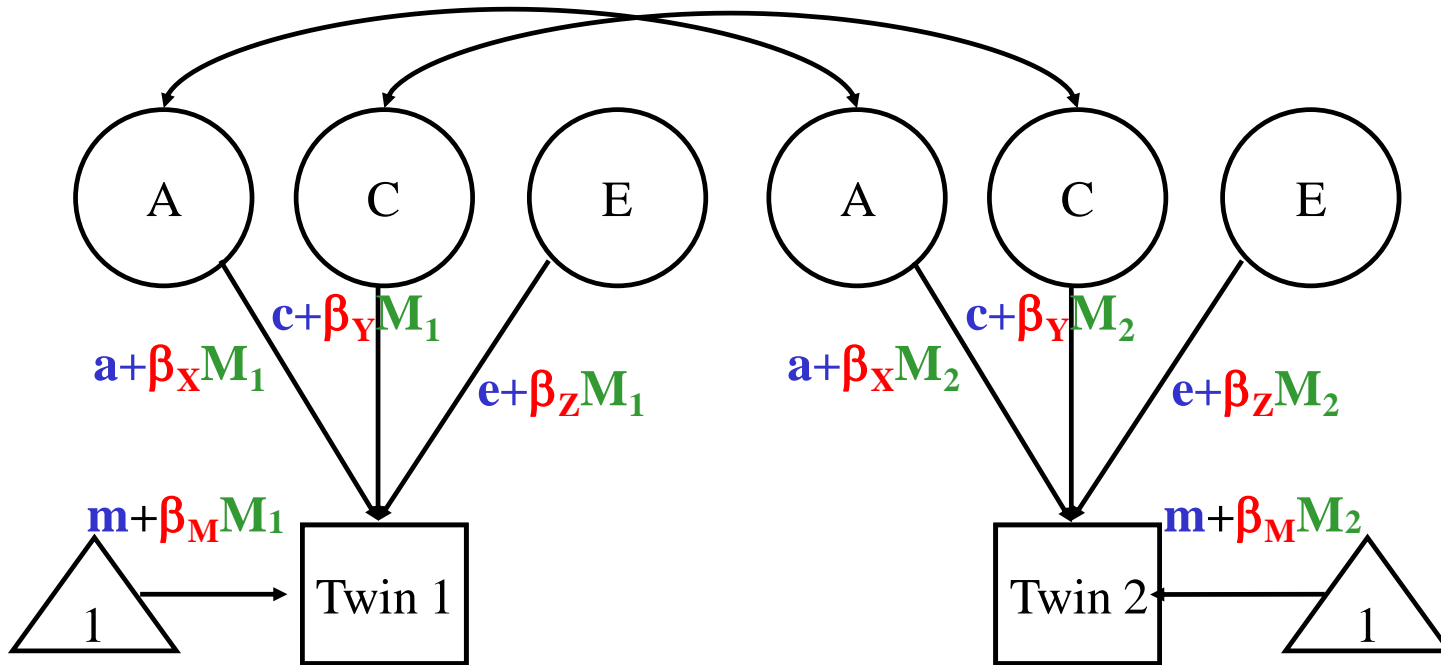 A C E A C E
c+βYM1 c+βYM2
a+βXM1 a+βXM2
e+βZM1 e+βZM2
m+βMM1 m+βMM2
1 Twin 1 Twin 2 1